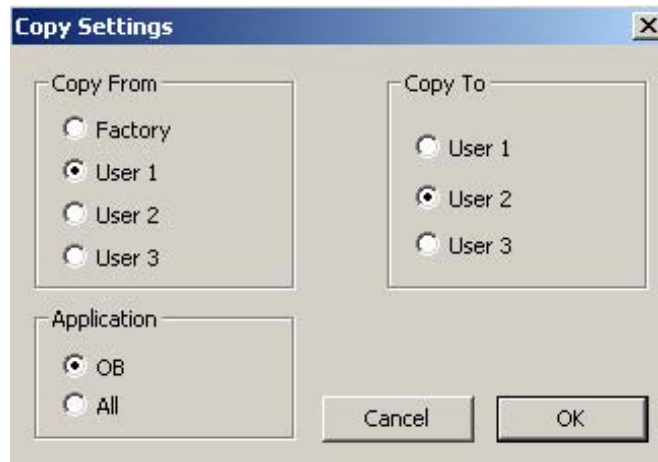 Copy Settings
Copy From
Factory
User 1
User 2
User 3
Copy To
User 1
User 2
User 3
Application
OB
All
Cancel
OK